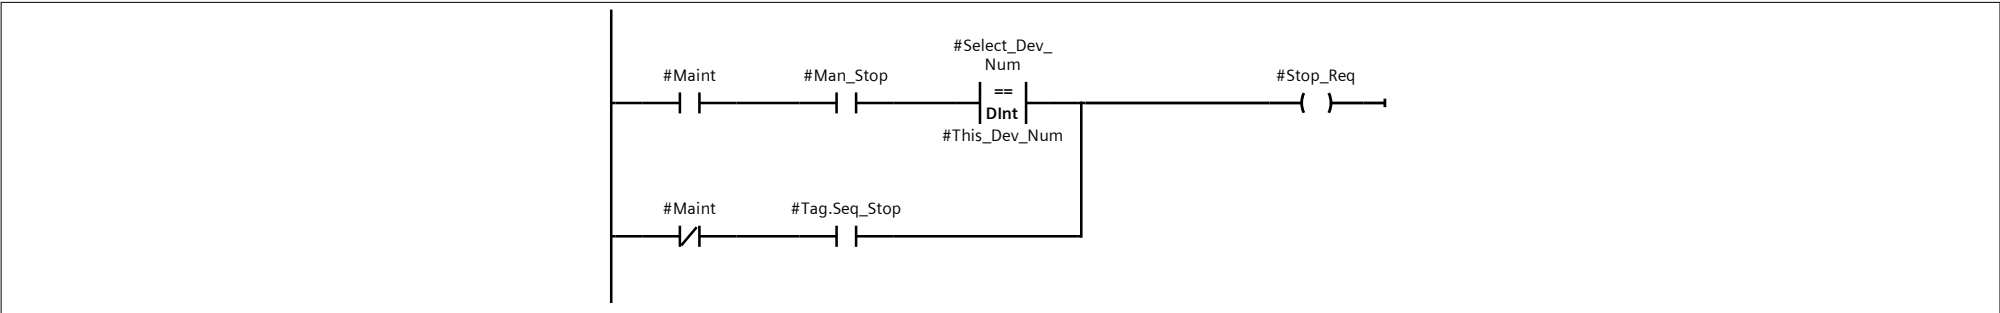 #Select_Dev_
Num
#Maint
#Man_Stop
#Stop_Req
==
DInt
#This_Dev_Num
#Maint
#Tag.Seq_Stop